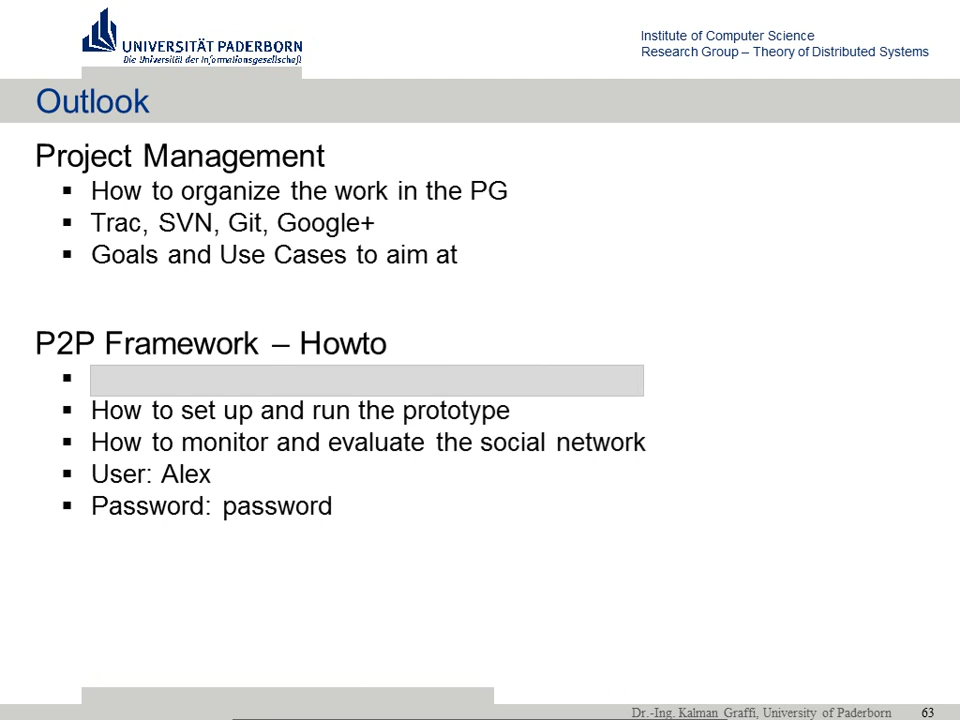 UNIVERSITÄT PADERBORN
Die Universität der Informationsgesellschaft
Institute of Computer Science
Research Group – Theory of Distributed Systems
Outlook
Project Management
▪ How to organize the work in the PG
▪ Trac, SVN, Git, Google+
▪ Goals and Use Cases to aim at
P2P Framework – Howto
▪
▪ How to set up and run the prototype
▪ How to monitor and evaluate the social network
▪ User: Alex
▪ Password: password
Dr.-Ing. Kalman Graffi, University of Paderborn 63